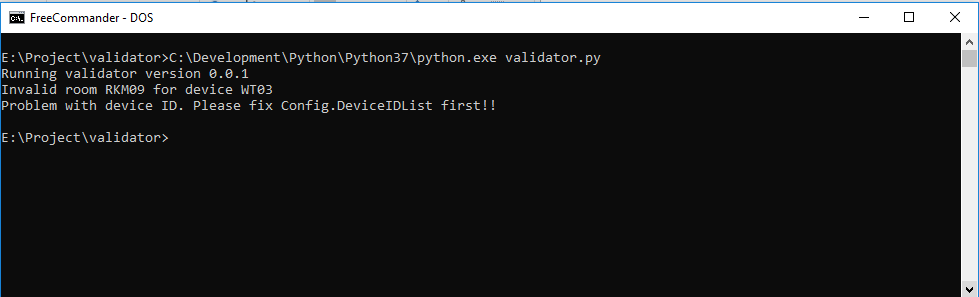 FreeCommander - DOS
E:\Project\validator>C:\Development\Python\Python37\python.exe validator.py
Running validator version 0.0.1
Invalid room RKM09 for device WT03
Problem with device ID. Please fix Config.DeviceIDList first!!
E:\Project\validator>